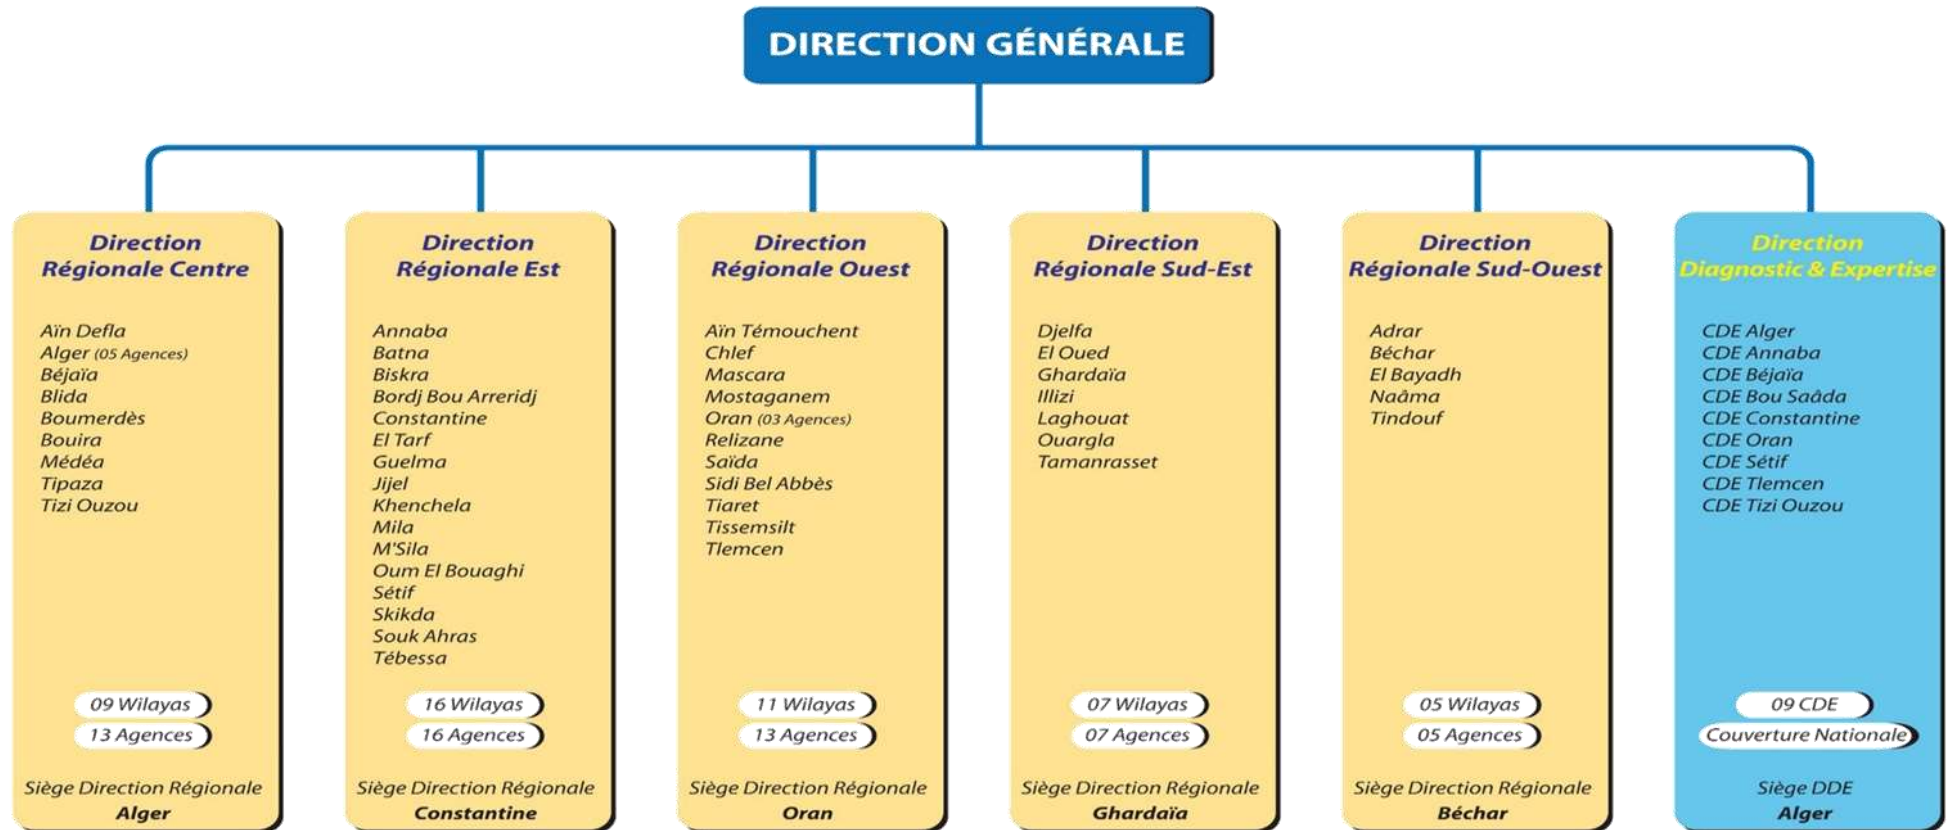 DIRECTION GÉNÉRALE
Direction
Régionale Centre
Aïn Defla
Alger (05 Agences)
Béjaïa
Blida
Boumerdès
Bouira
Médéa
Tipaza
Tizi Ouzou
09 Wilayas
13 Agences
Siège Direction Régionale
Alger
Direction
Régionale Est
Annaba
Batna
Biskra
Bordj Bou Arreridj
Constantine
El Tarf
Guelma
Jijel
Khenchela
Mila
M'Sila
Oum El Bouaghi
Sétif
Skikda
Souk Ahras
Tébessa
16 Wilayas
16 Agences
Siège Direction Régionale
Constantine
Direction
Régionale Ouest
Aïn Témouchent
Chlef
Mascara
Mostaganem
Oran (03 Agences)
Relizane
Saïda
Sidi Bel Abbès
Tiaret
Tissemsilt
Tlemcen
11 Wilayas
13 Agences
Siège Direction Régionale
Oran
Direction
Régionale Sud-Est
Djelfa
El Oued
Ghardaïa
Illizi
Laghouat
Ouargla
Tamanrasset
07 Wilayas
07 Agences
Siège Direction Régionale
Ghardaïa
Direction
Régionale Sud-Ouest
Adrar
Béchar
El Bayadh
Naâma
Tindouf
05 Wilayas
05 Agences
Siège Direction Régionale
Béchar
Direction
Diagnostic & Expertise
CDE Alger
CDE Annaba
CDE Béjaïa
CDE Bou Saâda
CDE Constantine
CDE Oran
CDE Sétif
CDE Tlemcen
CDE Tizi Ouzou
09 CDE
Couverture Nationale
Siège DDE
Alger